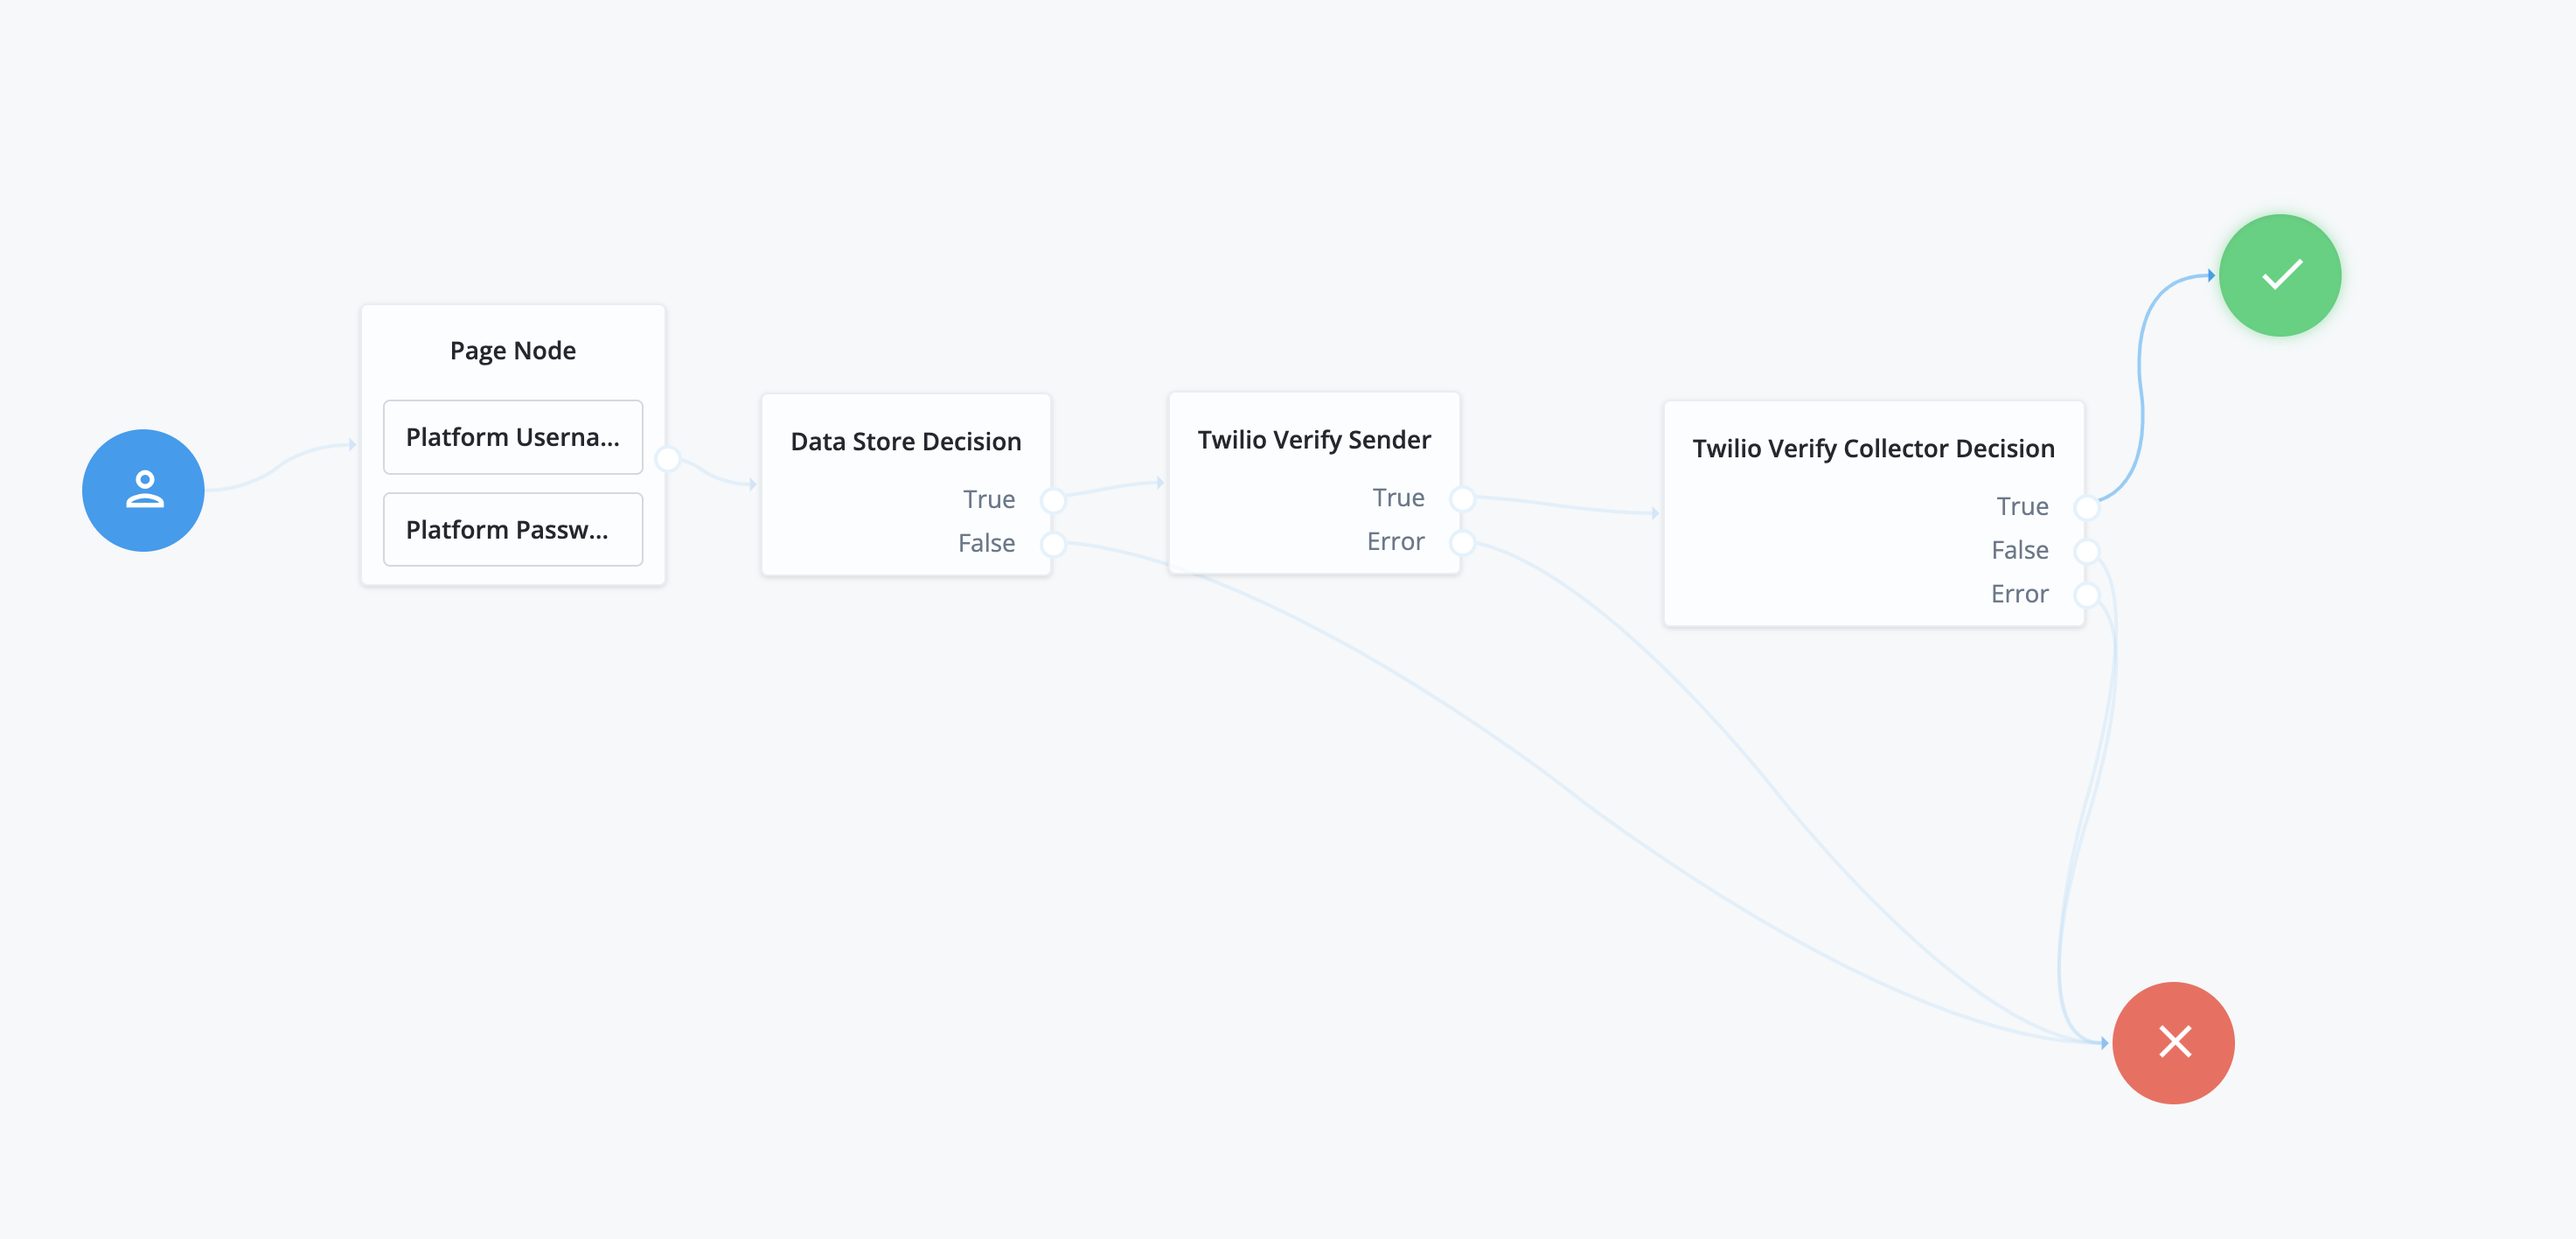 Page Node
Platform Userna...
Platform Passw...
Data Store Decision
True
False
Twilio Verify Sender
True
Error
Twilio Verify Collector Decision
True
False
Error